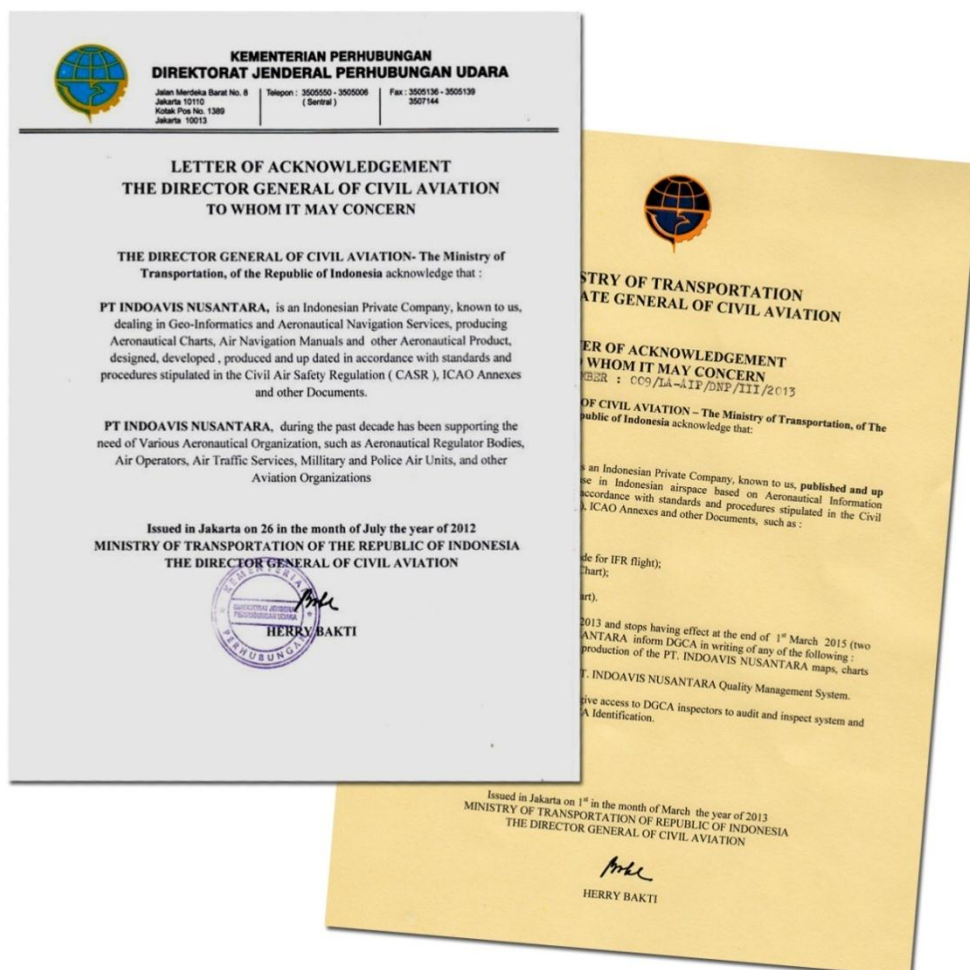 KEMENTERIAN PERHUBUNGAN
DIREKTORAT JENDERAL PERHUBUNGAN UDARA
Jalan Merdeka Barat No. 8
Jakarta 10110
Kotak Pos No. 1389
Jakarta 10013
Telepon : 3505550 - 3505006
( Sentral )
Fax : 3505136 - 3505139
3507144
LETTER OF ACKNOWLEDGEMENT
THE DIRECTOR GENERAL OF CIVIL AVIATION
TO WHOM IT MAY CONCERN
THE DIRECTOR GENERAL OF CIVIL AVIATION- The Ministry of
Transportation, of the Republic of Indonesia acknowledge that :
PT INDOAVIS NUSANTARA, is an Indonesian Private Company, known to us,
dealing in Geo-Informatics and Aeronautical Navigation Services, producing
Aeronautical Charts, Air Navigation Manuals and other Aeronautical Product,
designed, developed , produced and up dated in accordance with standards and
procedures stipulated in the Civil Air Safety Regulation ( CASR ), ICAO Annexes
and other Documents.
PT INDOAVIS NUSANTARA, during the past decade has been supporting the
need of Various Aeronautical Organization, such as Aeronautical Regulator Bodies,
Air Operators, Air Traffic Services, Millitary and Police Air Units, and other
Aviation Organizations
Issued in Jakarta on 26 in the month of July the year of 2012
MINISTRY OF TRANSPORTATION OF THE REPUBLIC OF INDONESIA
THE DIRECTOR GENERAL OF CIVIL AVIATION
KEMENTERIAN
DIREKTORAT JENDERAL
PERHUBUNGAN UDARA
PERHUBUNGAN
HERRY BAKTI
STRY OF TRANSPORTATION
ATE GENERAL OF CIVIL AVIATION
ER OF ACKNOWLEDGEMENT
WHOM IT MAY CONCERN
BER : 009/LA-AIP/DNP/III/2013
OF CIVIL AVIATION – The Ministry of Transportation, of The
public of Indonesia acknowledge that:
s an Indonesian Private Company, known to us, published and up
se in Indonesian airspace based on Aeronautical Information
accordance with standards and procedures stipulated in the Civil
), ICAO Annexes and other Documents, such as :
de for IFR flight);
Chart);
art).
2013 and stops having effect at the end of 1st March 2015 (two
ANTARA inform DGCA in writing of any of the following :
production of the PT. INDOAVIS NUSANTARA maps, charts
T. INDOAVIS NUSANTARA Quality Management System.
give access to DGCA inspectors to audit and inspect system and
A Identification.
Issued in Jakarta on 1st in the month of March the year of 2013
MINISTRY OF TRANSPORTATION OF REPUBLIC OF INDONESIA
THE DIRECTOR GENERAL OF CIVIL AVIATION
HERRY BAKTI